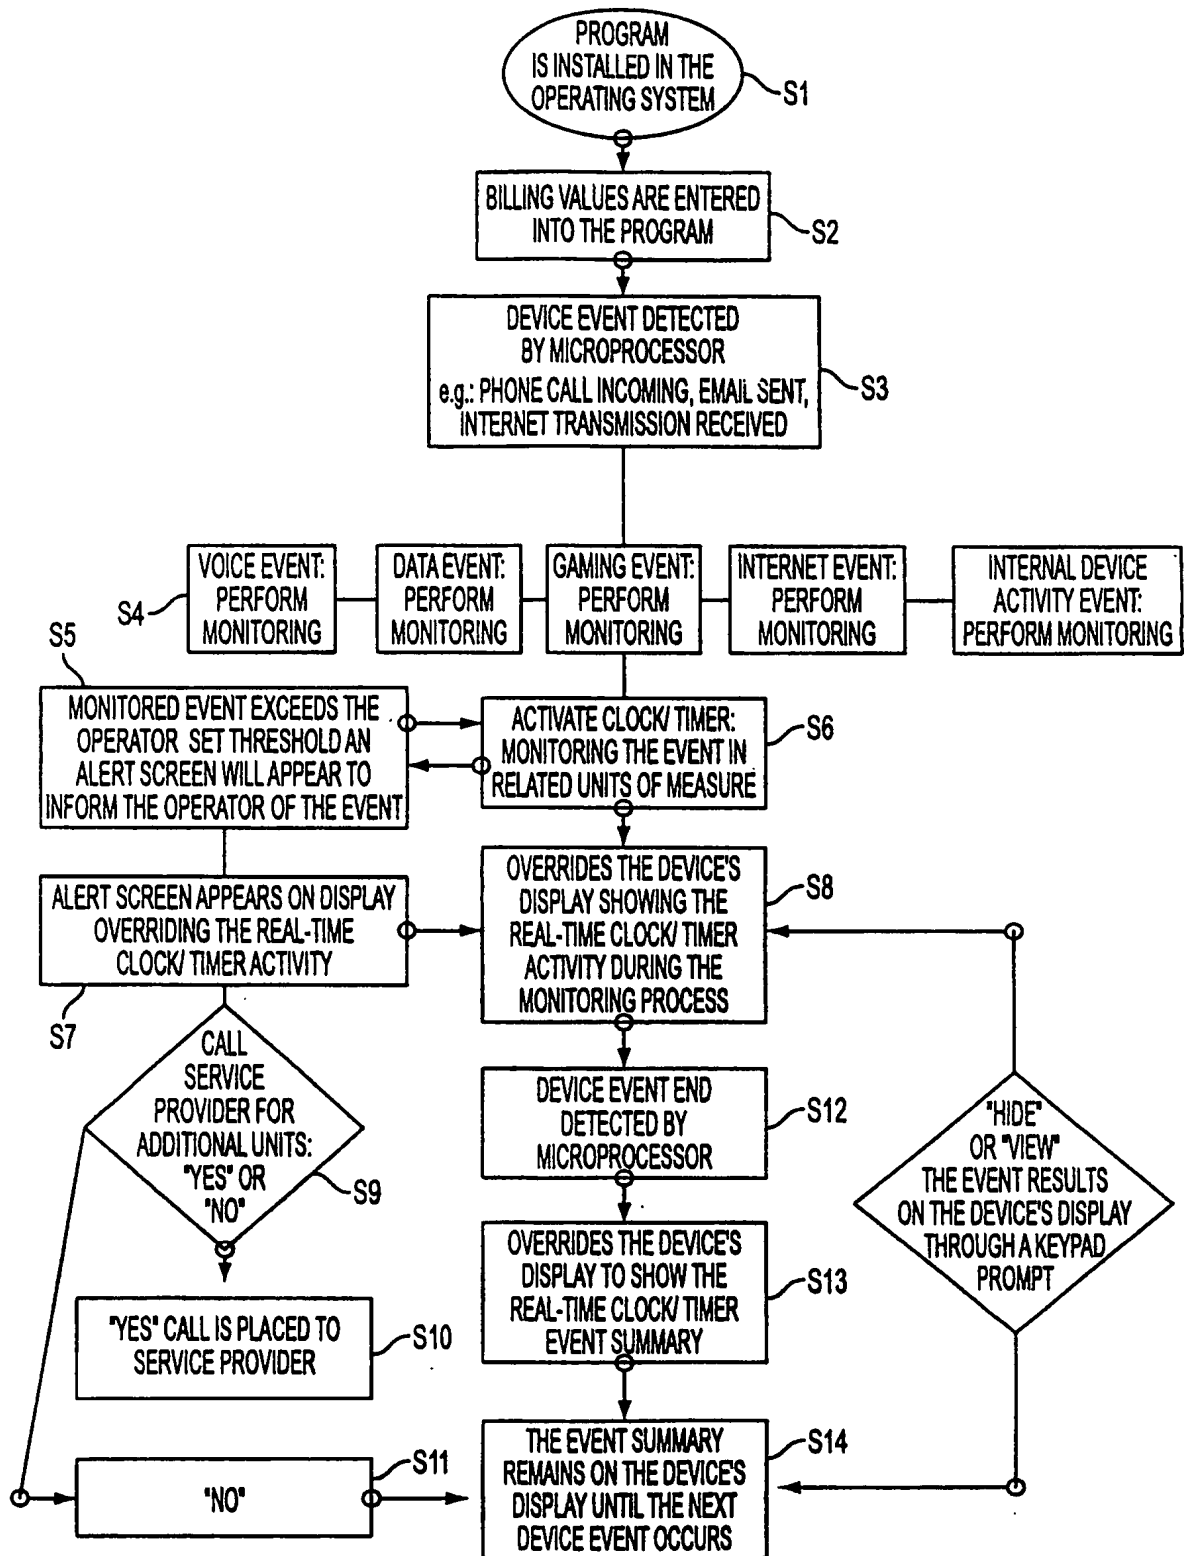 PROGRAM
IS INSTALLED IN THE
OPERATING SYSTEM
S1
BILLING VALUES ARE ENTERED
INTO THE PROGRAM
S2
DEVICE EVENT DETECTED
BY MICROPROCESSOR
e.g.: PHONE CALL INCOMING, EMAIL SENT,
INTERNET TRANSMISSION RECEIVED
S3
S4
VOICE EVENT:
PERFORM
MONITORING
DATA EVENT:
PERFORM
MONITORING
GAMING EVENT:
PERFORM
MONITORING
INTERNET EVENT:
PERFORM
MONITORING
INTERNAL DEVICE
ACTIVITY EVENT:
PERFORM MONITORING
S5
MONITORED EVENT EXCEEDS THE
OPERATOR SET THRESHOLD AN
ALERT SCREEN WILL APPEAR TO
INFORM THE OPERATOR OF THE EVENT
ACTIVATE CLOCK/ TIMER:
MONITORING THE EVENT IN
RELATED UNITS OF MEASURE
S6
ALERT SCREEN APPEARS ON DISPLAY
OVERRIDING THE REAL-TIME
CLOCK/ TIMER ACTIVITY
S7
OVERRIDES THE DEVICE'S
DISPLAY SHOWING THE
REAL-TIME CLOCK/ TIMER
ACTIVITY DURING THE
MONITORING PROCESS
S8
CALL
SERVICE
PROVIDER FOR
ADDITIONAL UNITS:
"YES" OR
"NO"
S9
DEVICE EVENT END
DETECTED BY
MICROPROCESSOR
S12
"HIDE"
OR "VIEW"
THE EVENT RESULTS
ON THE DEVICE'S DISPLAY
THROUGH A KEYPAD
PROMPT
OVERRIDES THE DEVICE'S
DISPLAY TO SHOW THE
REAL-TIME CLOCK/ TIMER
EVENT SUMMARY
S13
"YES" CALL IS PLACED TO
SERVICE PROVIDER
S10
"NO"
S11
THE EVENT SUMMARY
REMAINS ON THE DEVICE'S
DISPLAY UNTIL THE NEXT
DEVICE EVENT OCCURS
S14